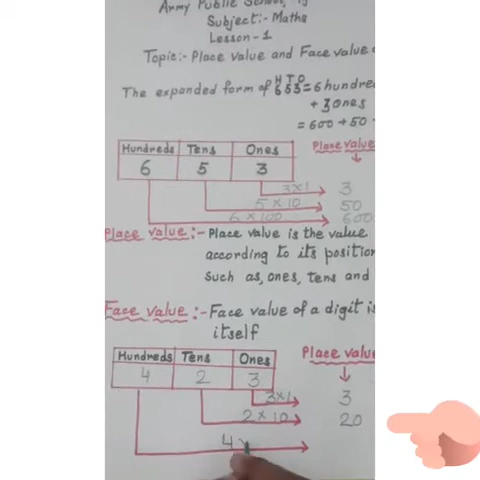 Army Public School,
Subject:- Maths
Lesson-1
Topic:- Place value and Face value
The expanded form of H T O 653 = 6 hundred
+ 3 ones
= 600 + 50
Hundreds Tens Ones Place value
6 5 3
3×1 3
5 × 10 50
6 × 100 600
Place value :- Place value is the value
according to its position
Such as, ones, tens and
Face value :- Face value of a digit is
itself
Hundreds Tens Ones Place value
4 2 3
3×1 3
2 × 10 20
4 ×